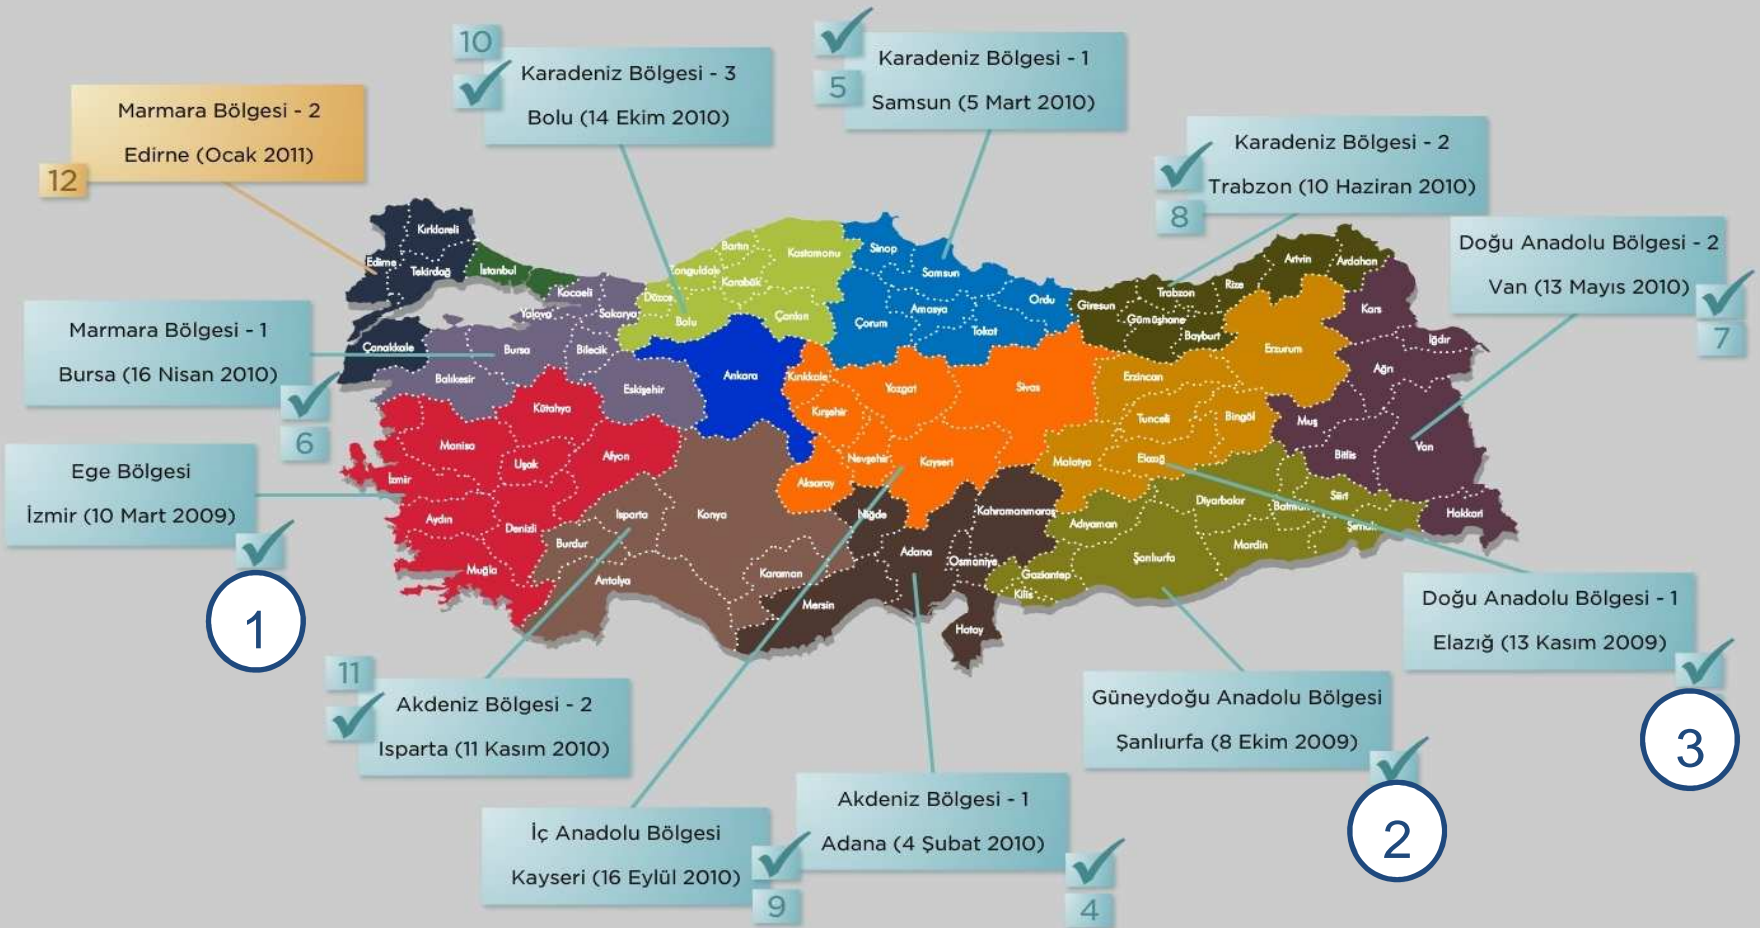 10
Karadeniz Bölgesi - 3
Bolu (14 Ekim 2010)
Karadeniz Bölgesi - 1
5
Samsun (5 Mart 2010)
Marmara Bölgesi - 2
Edirne (Ocak 2011)
12
Karadeniz Bölgesi - 2
Trabzon (10 Haziran 2010)
8
Doğu Anadolu Bölgesi - 2
Van (13 Mayıs 2010)
7
Marmara Bölgesi - 1
Bursa (16 Nisan 2010)
6
Ege Bölgesi
İzmir (10 Mart 2009)
1
Kırklareli
Edirne
Tekirdağ
İstanbul
Kocaeli
Yalova
Sakarya
Çanakkale
Bursa
Bilecik
Balıkesir
Eskişehir
Düzce
Bolu
Zonguldak
Bartın
Karabük
Kastamonu
Çankırı
Sinop
Samsun
Çorum
Amasya
Tokat
Ordu
Giresun
Trabzon
Gümüşhane
Bayburt
Rize
Artvin
Ardahan
Kars
Iğdır
Ağrı
Erzurum
Erzincan
Tunceli
Bingöl
Muş
Bitlis
Van
Hakkari
Malatya
Elazığ
Ankara
Kırıkkale
Kırşehir
Yozgat
Sivas
Nevşehir
Kayseri
Aksaray
Manisa
Kütahya
Uşak
Afyon
İzmir
Aydın
Denizli
Muğla
Isparta
Burdur
Antalya
Konya
Karaman
Niğde
Adana
Mersin
Osmaniye
Kahramanmaraş
Hatay
Adıyaman
Gaziantep
Kilis
Şanlıurfa
Diyarbakır
Batman
Siirt
Mardin
Şırnak
Doğu Anadolu Bölgesi - 1
Elazığ (13 Kasım 2009)
3
Güneydoğu Anadolu Bölgesi
Şanlıurfa (8 Ekim 2009)
2
11
Akdeniz Bölgesi - 2
Isparta (11 Kasım 2010)
Akdeniz Bölgesi - 1
Adana (4 Şubat 2010)
4
İç Anadolu Bölgesi
Kayseri (16 Eylül 2010)
9